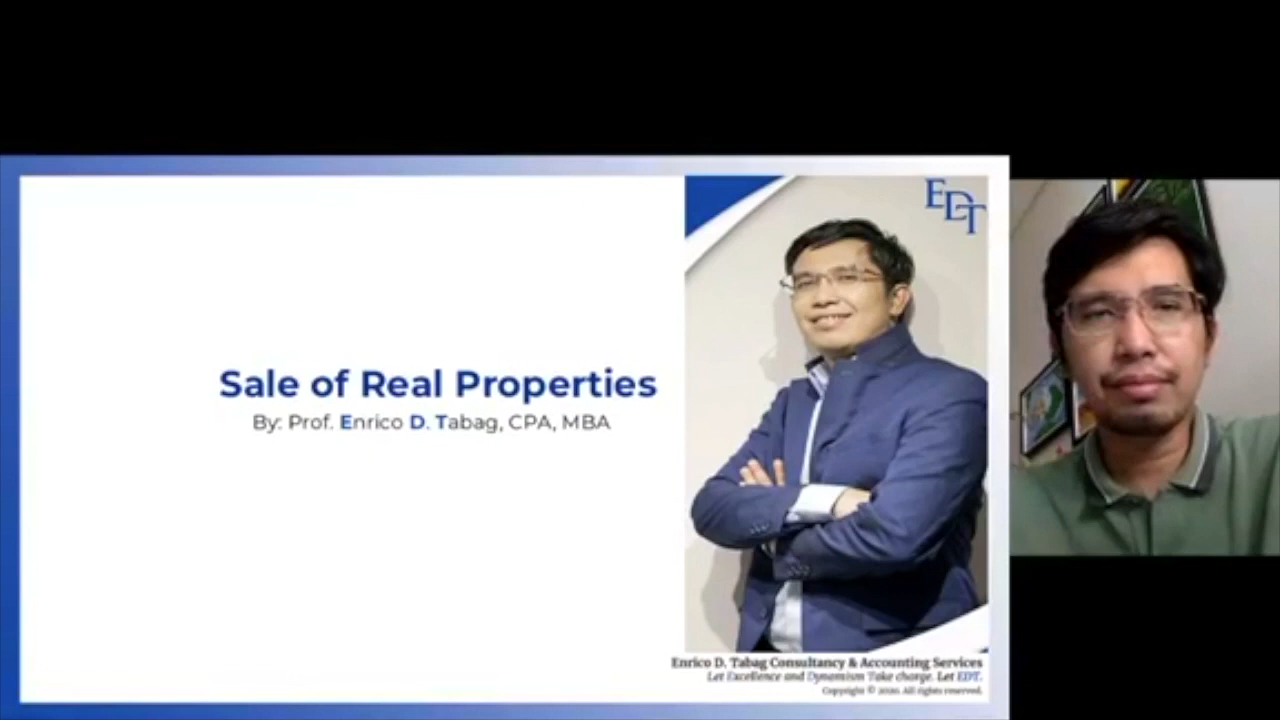 EDT
Sale of Real Properties
By: Prof. Enrico D. Tabag, CPA, MBA
Enrico D. Tabag Consultancy & Accounting Services
Let Excellence and Dynamism Take charge. Let EDT.
Copyright © 2020. All rights reserved.